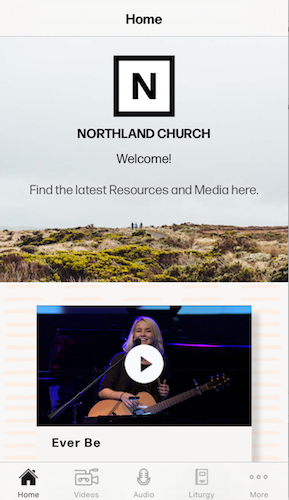 Home
N
NORTHLAND CHURCH
Welcome!
Find the latest Resources and Media here.
Ever Be
Home
Videos
Audio
Liturgy
More